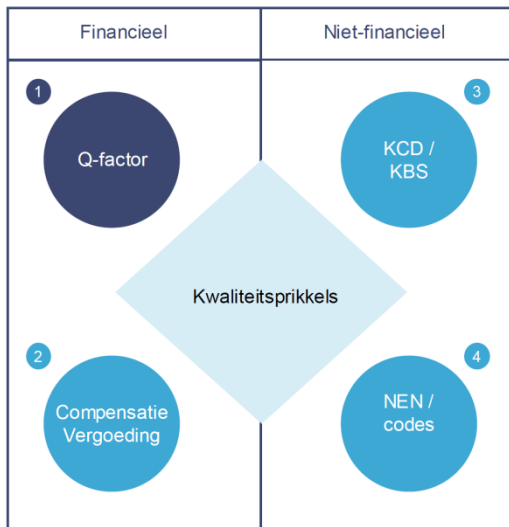 Financieel
Niet-financieel
1
Q-factor
3
KCD /
KBS
Kwaliteitsprikkels
2
Compensatie
Vergoeding
4
NEN /
codes